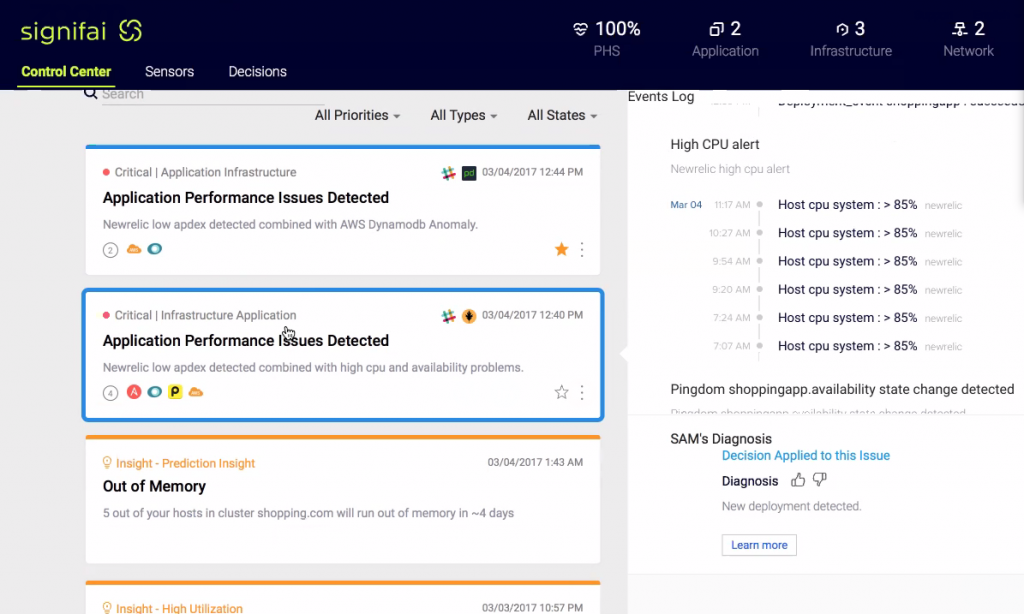 signifai
100%
PHS
2
Application
3
Infrastructure
2
Network
Control Center
Sensors
Decisions
Search
All Priorities
All Types
All States
Critical | Application Infrastructure
pd
03/04/2017 12:44 PM
Application Performance Issues Detected
Newrelic low apdex detected combined with AWS Dynamodb Anomaly.
2
Critical | Infrastructure Application
03/04/2017 12:40 PM
Application Performance Issues Detected
Newrelic low apdex detected combined with high cpu and availability problems.
4
A
P
Insight - Prediction Insight
03/04/2017 1:43 AM
Out of Memory
5 out of your hosts in cluster shopping.com will run out of memory in ~4 days
Insight - High Utilization
03/03/2017 10:57 PM
Events Log
Deployment_event shoppingapp
High CPU alert
Newrelic high cpu alert
Mar 04 11:17 AM Host cpu system : > 85% newrelic
10:27 AM Host cpu system : > 85% newrelic
9:54 AM Host cpu system : > 85% newrelic
9:20 AM Host cpu system : > 85% newrelic
7:24 AM Host cpu system : > 85% newrelic
7:07 AM Host cpu system : > 85% newrelic
Pingdom shoppingapp.availability state change detected
Pingdom shoppingapp.availability state change detected
SAM's Diagnosis
Decision Applied to this Issue
Diagnosis
New deployment detected.
Learn more